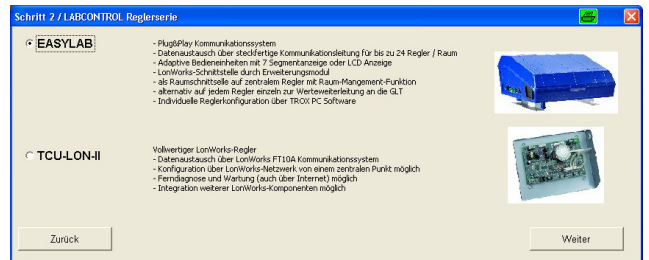 Schritt 2 / LABCONTROL Reglerserie
EASYLAB
- Plug&Play Kommunikationssystem
- Datenaustausch über steckfertige Kommunikationsleitung für bis zu 24 Regler / Raum
- Adaptive Bedieneinheiten mit 7 Segmentanzeige oder LCD Anzeige
- LonWorks-Schnittstelle durch Erweiterungsmodul
- als Raumschnittselle auf zentralem Regler mit Raum-Mangement-Funktion
- alternativ auf jedem Regler einzeln zur Werteweiterleitung an die GLT
- Individuelle Reglerkonfiguration über TROX PC Software
TCU-LON-II
Vollwertiger LonWorks-Regler
- Datenaustausch über LonWorks FT10A Kommunikationssystem
- Konfiguration über LonWorks-Netzwerk von einem zentralen Punkt möglich
- Ferndiagnose und Wartung (auch über Internet) möglich
- Integration weiterer LonWorks-Komponenten möglich
Zurück
Weiter